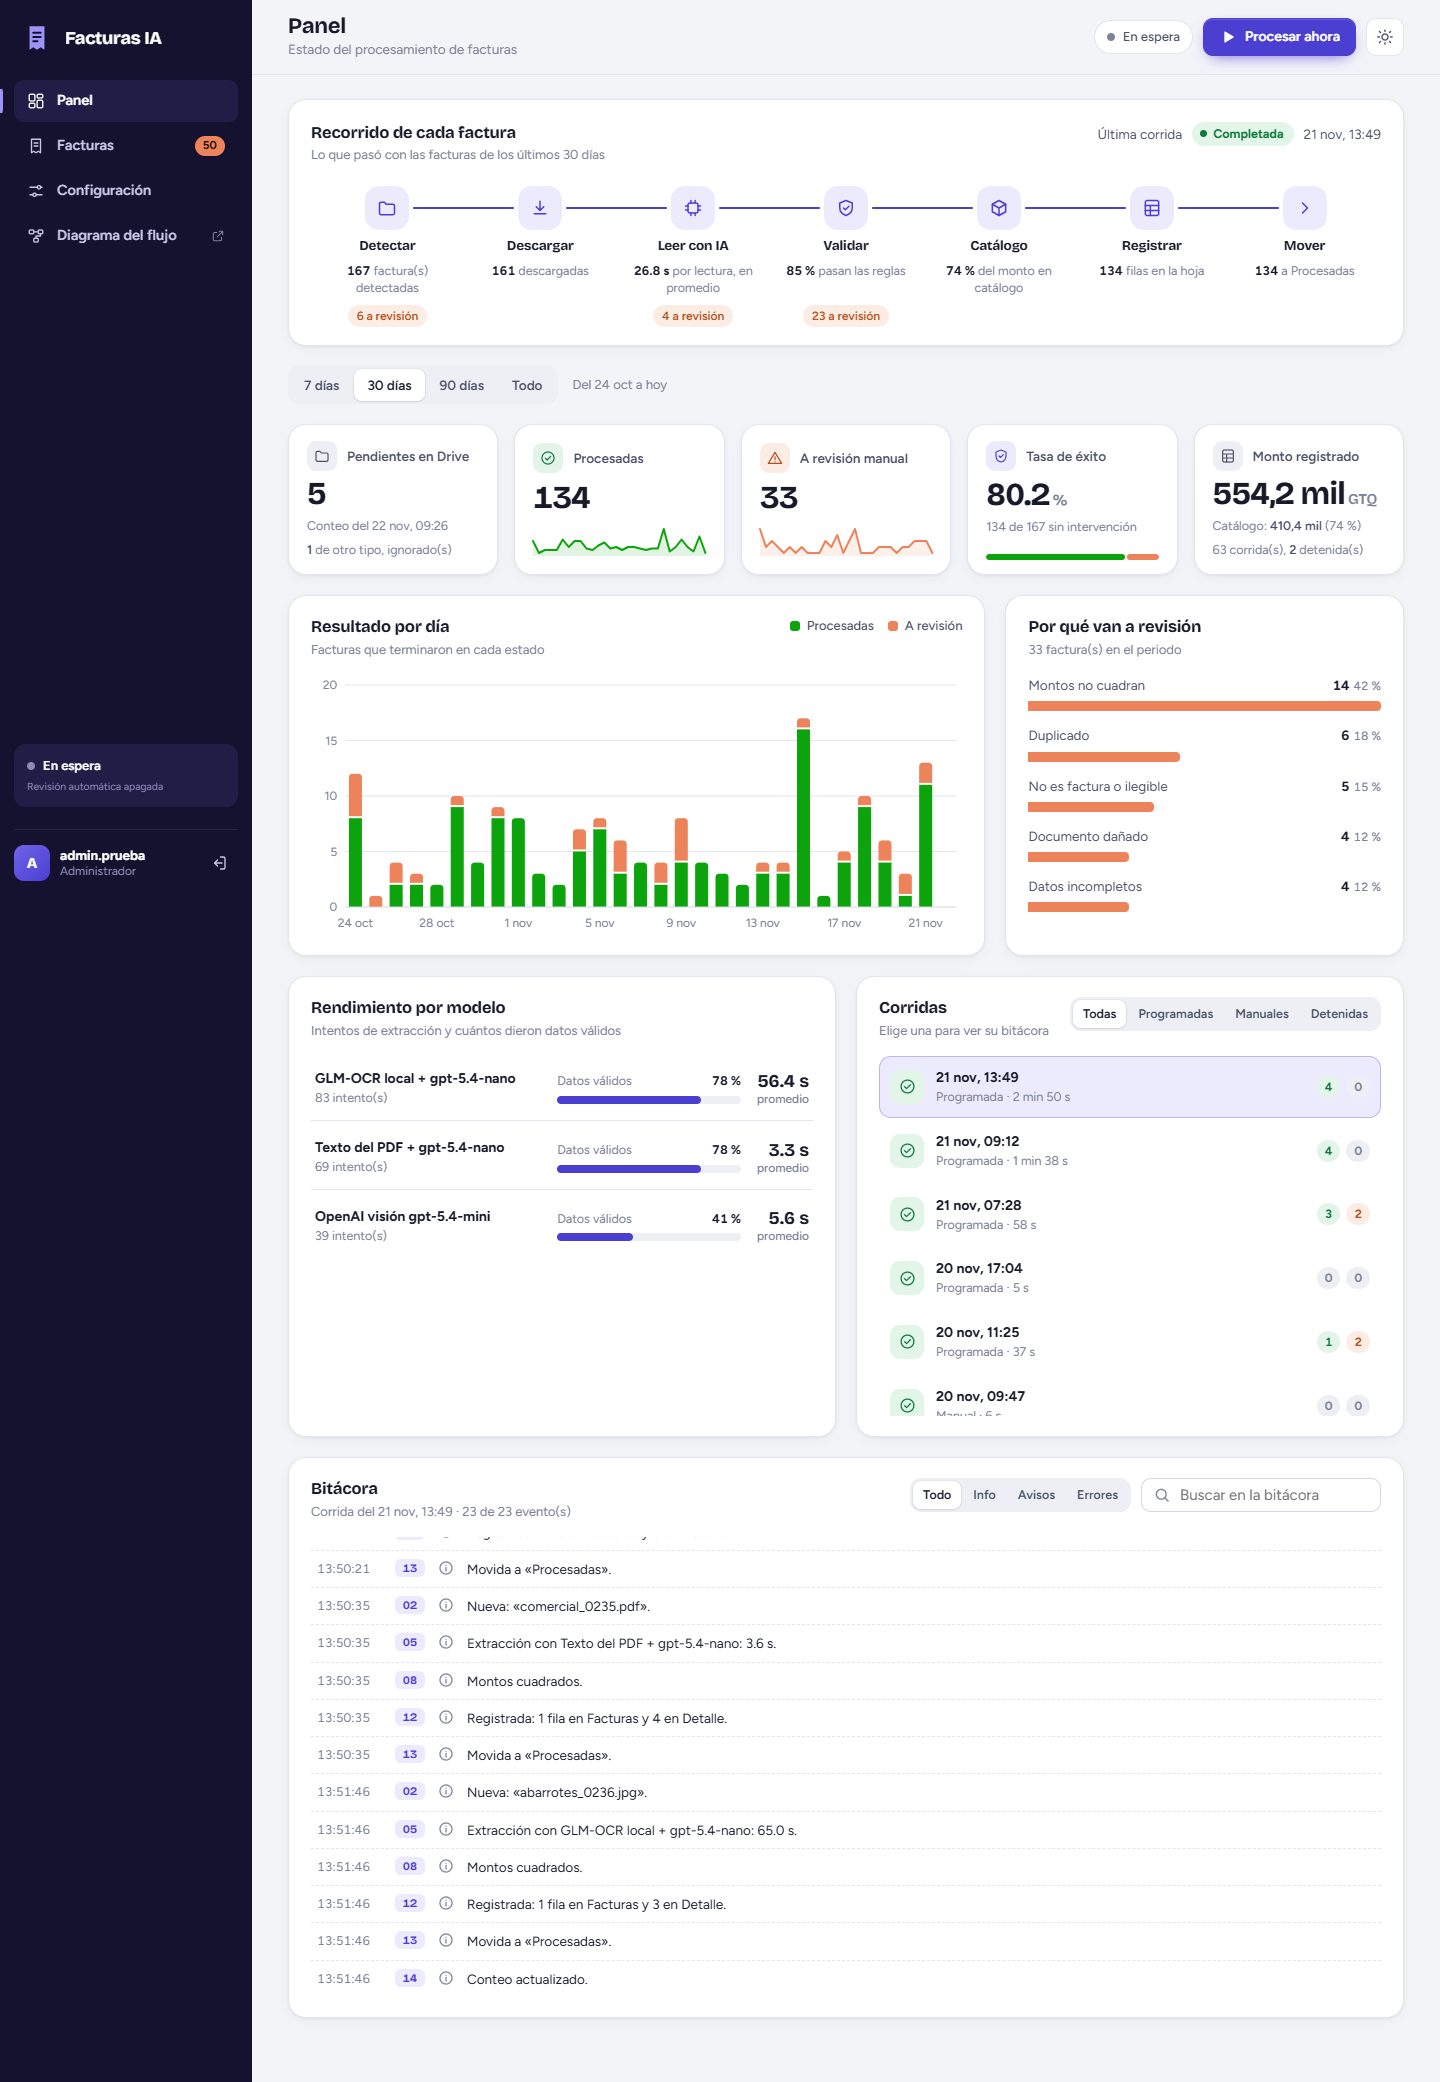 Facturas IA
Panel
Facturas 50
Configuración
Diagrama del flujo
En espera
Revisión automática apagada
A
admin.prueba
Administrador
Panel
Estado del procesamiento de facturas
En espera
Procesar ahora
Recorrido de cada factura
Lo que pasó con las facturas de los últimos 30 días
Última corrida Completada 21 nov, 13:49
Detectar
167 factura(s)
detectadas
6 a revisión
Descargar
161 descargadas
Leer con IA
26.8 s por lectura, en
promedio
4 a revisión
Validar
85 % pasan las reglas
23 a revisión
Catálogo
74 % del monto en
catálogo
Registrar
134 filas en la hoja
Mover
134 a Procesadas
7 días 30 días 90 días Todo Del 24 oct a hoy
Pendientes en Drive
5
Conteo del 22 nov, 09:26
1 de otro tipo, ignorado(s)
Procesadas
134
A revisión manual
33
Tasa de éxito
80.2 %
134 de 167 sin intervención
Monto registrado
554,2 mil GTQ
Catálogo: 410,4 mil (74 %)
63 corrida(s), 2 detenida(s)
Resultado por día
Facturas que terminaron en cada estado
Procesadas A revisión
20
15
10
5
0
24 oct 28 oct 1 nov 5 nov 9 nov 13 nov 17 nov 21 nov
Por qué van a revisión
33 factura(s) en el periodo
Montos no cuadran 14 42 %
Duplicado 6 18 %
No es factura o ilegible 5 15 %
Documento dañado 4 12 %
Datos incompletos 4 12 %
Rendimiento por modelo
Intentos de extracción y cuántos dieron datos válidos
GLM-OCR local + gpt-5.4-nano
83 intento(s)
Datos válidos 78 %
56.4 s
promedio
Texto del PDF + gpt-5.4-nano
69 intento(s)
Datos válidos 78 %
3.3 s
promedio
OpenAI visión gpt-5.4-mini
39 intento(s)
Datos válidos 41 %
5.6 s
promedio
Corridas
Elige una para ver su bitácora
Todas Programadas Manuales Detenidas
21 nov, 13:49
Programada · 2 min 50 s
4 0
21 nov, 09:12
Programada · 1 min 38 s
4 0
21 nov, 07:28
Programada · 58 s
3 2
20 nov, 17:04
Programada · 5 s
0 0
20 nov, 11:25
Programada · 37 s
1 2
20 nov, 09:47
Manual · 6 s
0 0
Bitácora
Corrida del 21 nov, 13:49 · 23 de 23 evento(s)
Todo Info Avisos Errores
Buscar en la bitácora
13:50:21 13 Movida a «Procesadas».
13:50:35 02 Nueva: «comercial_0235.pdf».
13:50:35 05 Extracción con Texto del PDF + gpt-5.4-nano: 3.6 s.
13:50:35 08 Montos cuadrados.
13:50:35 12 Registrada: 1 fila en Facturas y 4 en Detalle.
13:50:35 13 Movida a «Procesadas».
13:51:46 02 Nueva: «abarrotes_0236.jpg».
13:51:46 05 Extracción con GLM-OCR local + gpt-5.4-nano: 65.0 s.
13:51:46 08 Montos cuadrados.
13:51:46 12 Registrada: 1 fila en Facturas y 3 en Detalle.
13:51:46 13 Movida a «Procesadas».
13:51:46 14 Conteo actualizado.